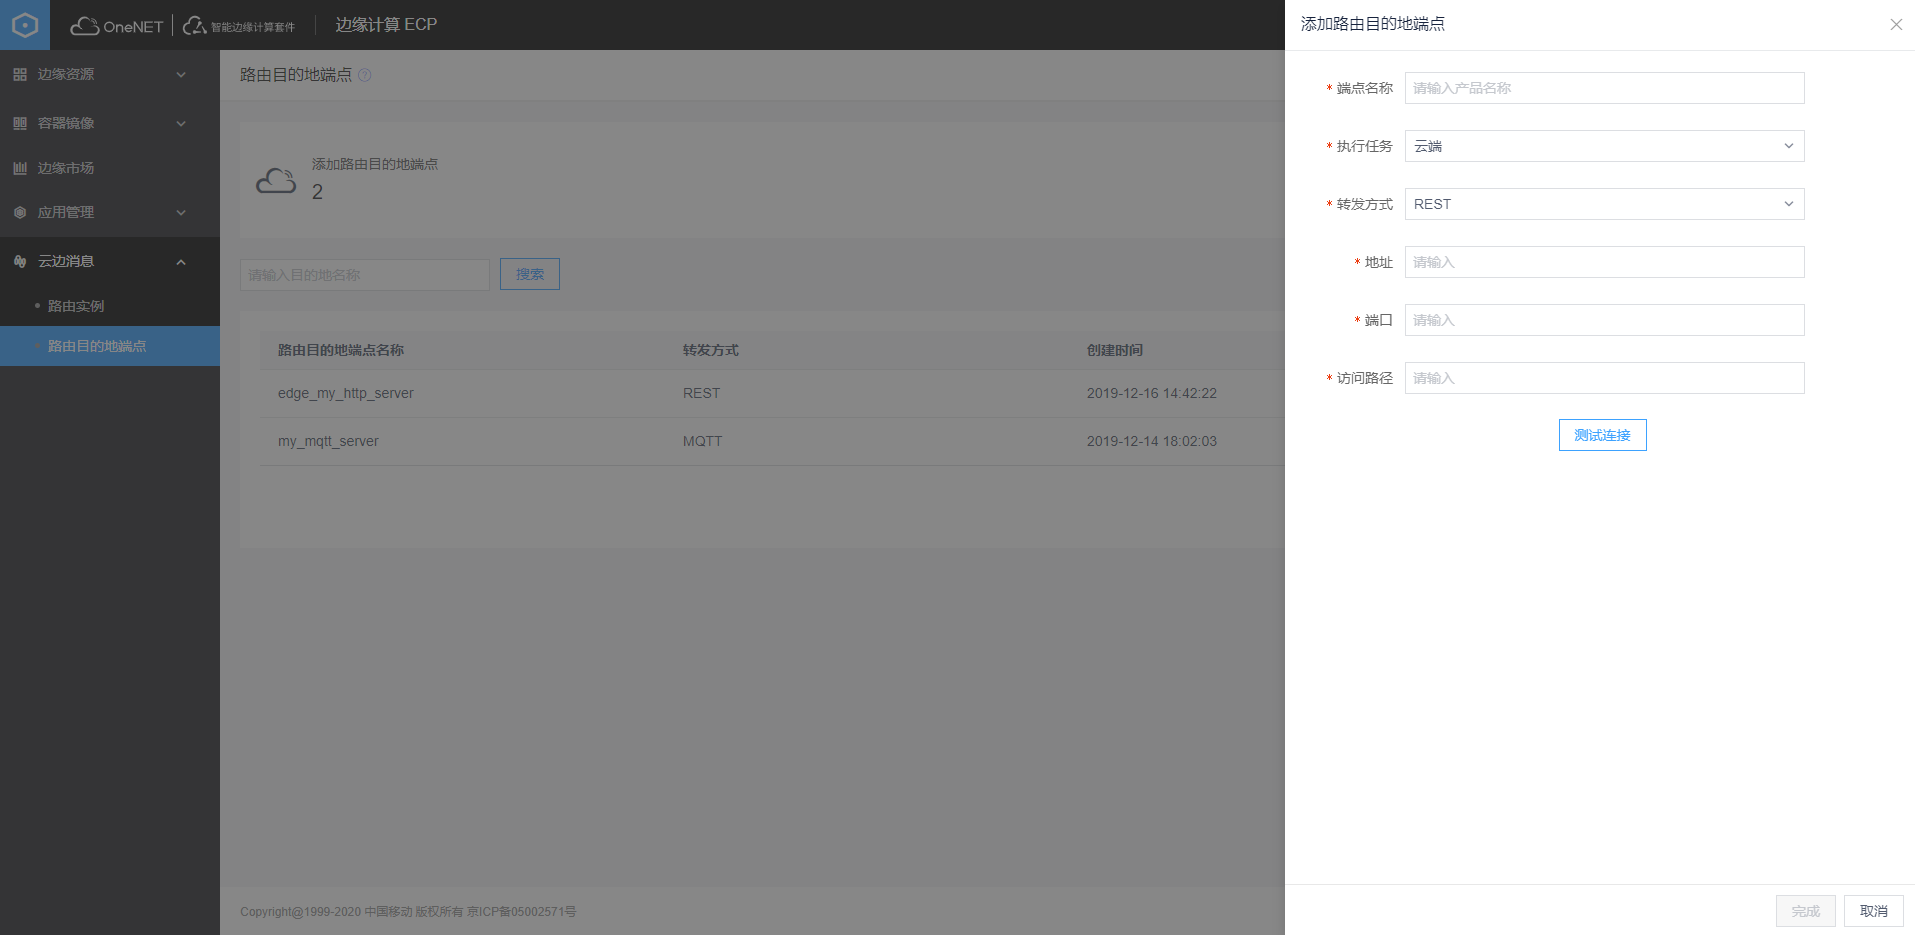 OneNET
智能边缘计算套件
边缘计算 ECP
边缘资源
容器镜像
边缘市场
应用管理
云边消息
路由实例
路由目的地端点
路由目的地端点
添加路由目的地端点
2
请输入目的地名称
搜索
路由目的地端点名称 转发方式 创建时间
edge_my_http_server REST 2019-12-16 14:42:22
my_mqtt_server MQTT 2019-12-14 18:02:03
Copyright@1999-2020 中国移动 版权所有 京ICP备05002571号
添加路由目的地端点
* 端点名称 请输入产品名称
* 执行任务 云端
* 转发方式 REST
* 地址 请输入
* 端口 请输入
* 访问路径 请输入
测试连接
完成 取消